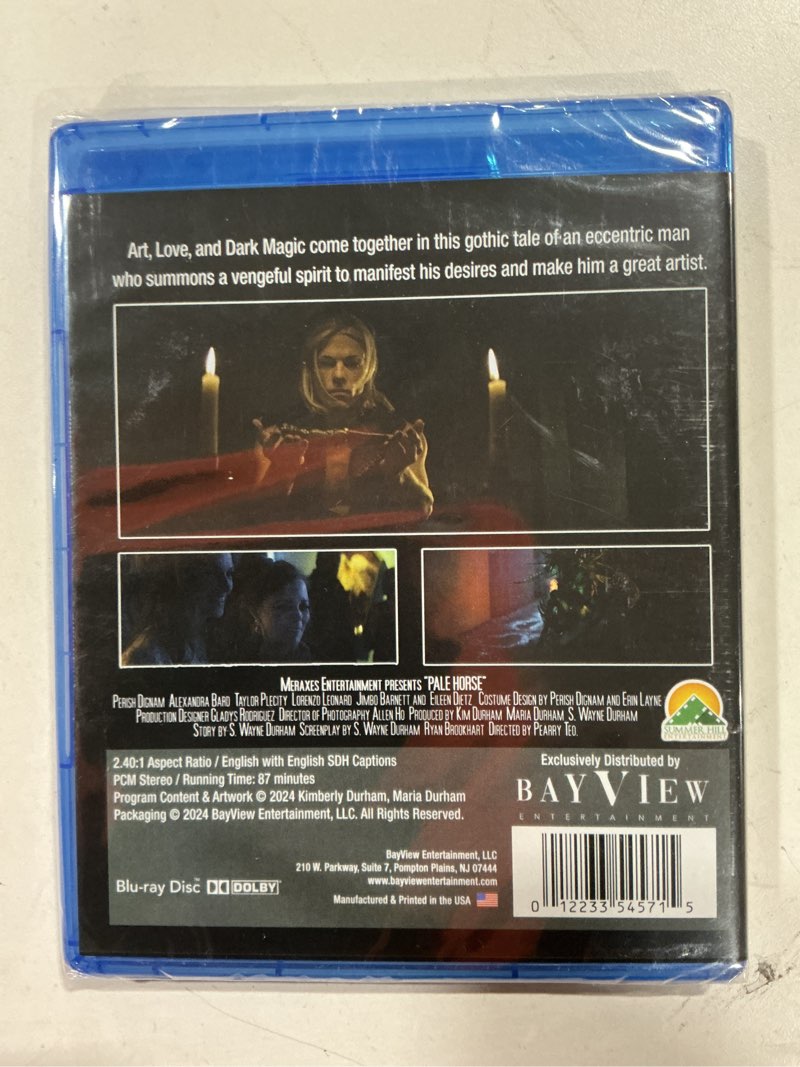 Art, Love, and Dark Magic come together in this gothic tale of an eccentric man
who summons a vengeful spirit to manifest his desires and make him a great artist.
Meraxes Entertainment presents "PALE HORSE"
Perish Dignam Alexandra Bard Taylor Plecity Lorenzo Leonard Jimbo Barnett and Eileen Dietz Costume Design by Perish Dignam and Erin Layne
Production Designer Gladys Rodriguez Director of Photography Allen Ho Produced by Kim Durham Maria Durham S. Wayne Durham
Story by S. Wayne Durham Screenplay by S. Wayne Durham Ryan Brookhart Directed by Pearry Teo.
SUMMER HILL
ENTERTAINMENT
2.40:1 Aspect Ratio / English with English SDH Captions
PCM Stereo / Running Time: 87 minutes
Program Content & Artwork © 2024 Kimberly Durham, Maria Durham
Packaging © 2024 BayView Entertainment, LLC. All Rights Reserved.
Exclusively Distributed by
BAYVIEW
ENTERTAINMENT
BayView Entertainment, LLC
210 W. Parkway, Suite 7, Pompton Plains, NJ 07444
www.bayviewentertainment.com
Manufactured & Printed in the USA
Blu-ray Disc™ DOLBY
0 12233 54571 5